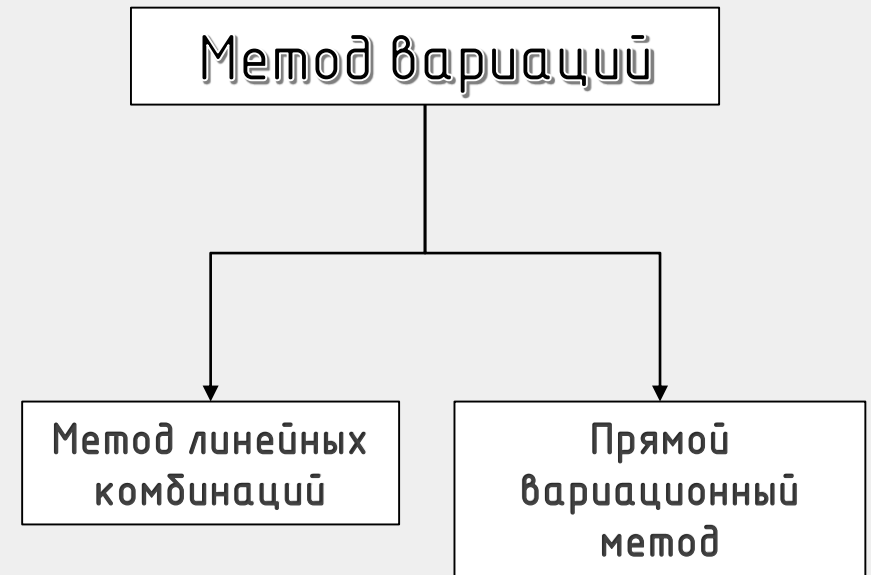 Метод вариаций
Метод линейных
комбинаций
Прямой
вариационный
метод